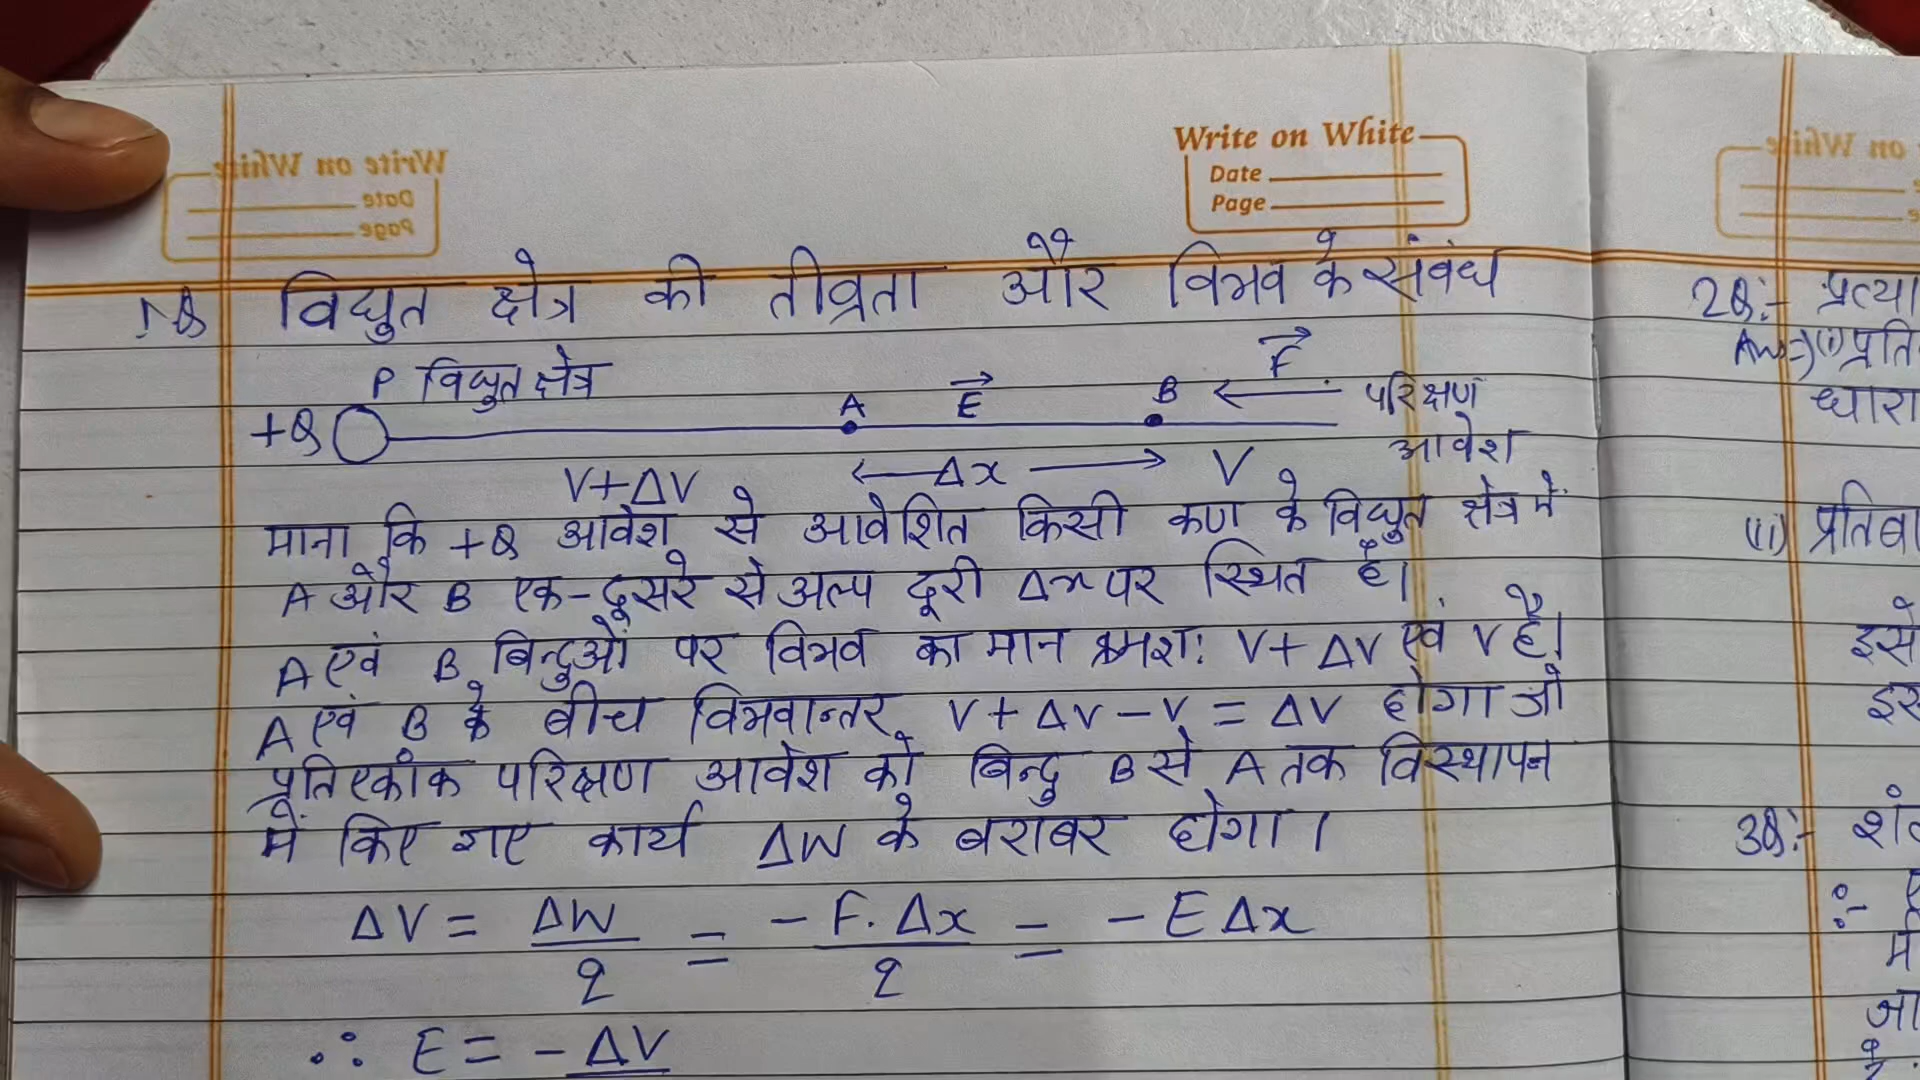 Write on White
Date
Page
1Q विद्युत क्षेत्र की तीव्रता और विभव के संबंध
P विद्युत क्षेत्र
+Q A E→ B F→ परिक्षण
आवेश
V+ΔV ←Δx→ V
माना कि +Q आवेश से आवेशित किसी कण के विद्युत क्षेत्र में
A और B एक-दूसरे से अल्प दूरी Δx पर स्थित है।
A एवं B बिन्दुओं पर विभव का मान क्रमश: V+ΔV एवं V है।
A एवं B के बीच विभवान्तर V+ΔV-V = ΔV होगा जो
प्रति एकांक परिक्षण आवेश को बिन्दु B से A तक विस्थापन
में किए गए कार्य ΔW के बराबर होगा।
ΔV = ΔW/q = -F.Δx/q = -EΔx
∴ E = -ΔV
2Q:- प्रत्या
Ans⇒(i) प्रति
धारा
(ii) प्रतिबा
इसे
इस
3Q:-
:-
में
जा